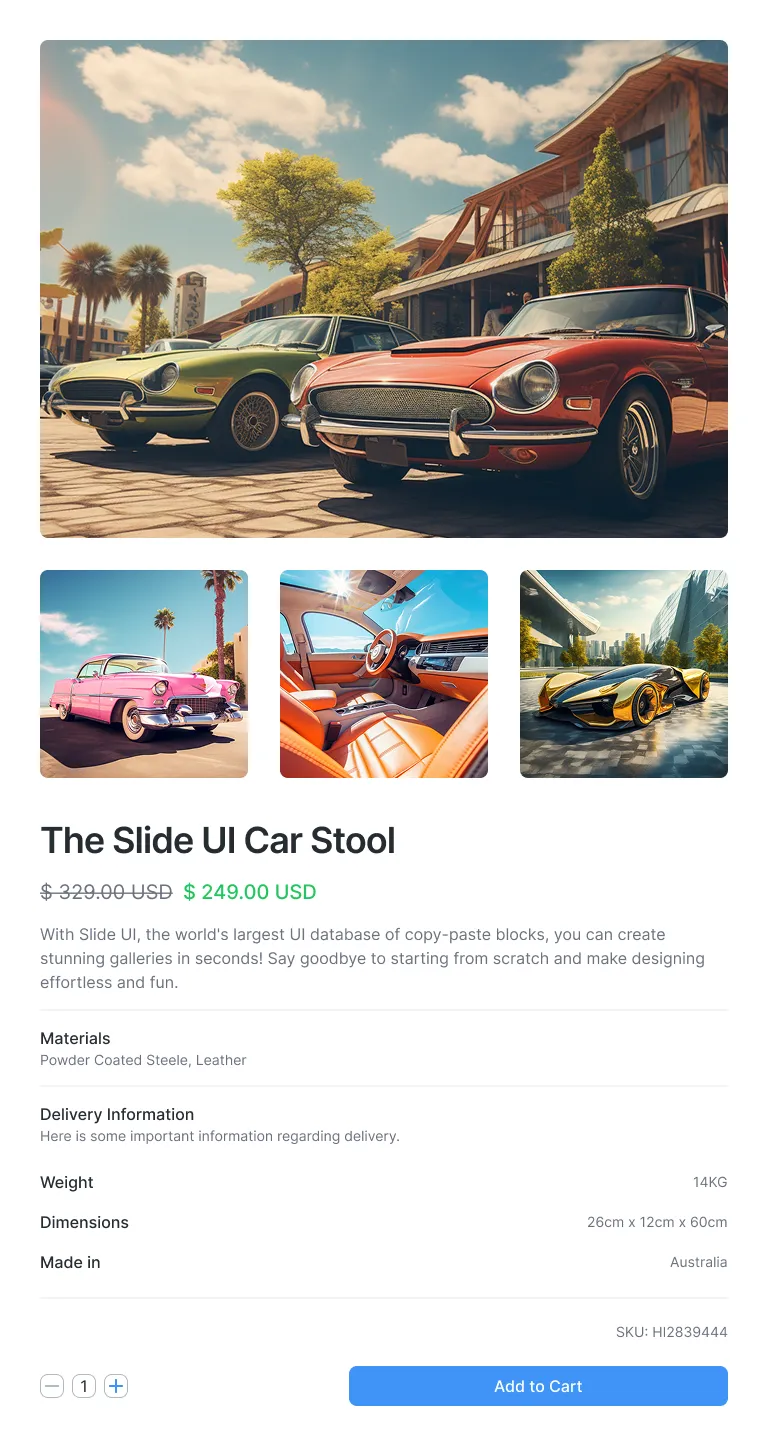 The Slide UI Car Stool
$ 329.00 USD $ 249.00 USD
With Slide UI, the world's largest UI database of copy-paste blocks, you can create
stunning galleries in seconds! Say goodbye to starting from scratch and make designing
effortless and fun.
Materials
Powder Coated Steele, Leather
Delivery Information
Here is some important information regarding delivery.
Weight 14KG
Dimensions 26cm x 12cm x 60cm
Made in Australia
SKU: HI2839444
1 Add to Cart